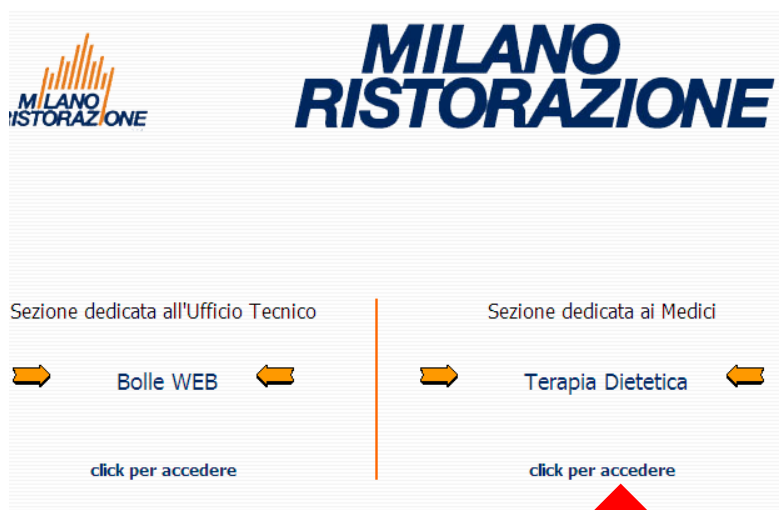 MILANO
RISTORAZIONE
MILANO
ISTORAZIONE
Sezione dedicata all'Ufficio Tecnico
Bolle WEB
click per accedere
Sezione dedicata ai Medici
Terapia Dietetica
click per accedere